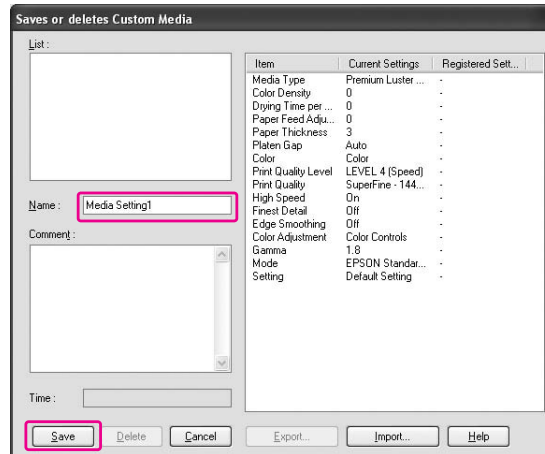 Saves or deletes Custom Media
List :
Name : Media Setting1
Comment :
Time :
Item Current Settings Registered Sett...
Media Type Premium Luster ... -
Color Density 0 -
Drying Time per ... 0 -
Paper Feed Adju... 0 -
Paper Thickness 3 -
Platen Gap Auto -
Color Color -
Print Quality Level LEVEL 4 (Speed) -
Print Quality SuperFine - 144... -
High Speed On -
Finest Detail Off -
Edge Smoothing Off -
Color Adjustment Color Controls -
Gamma 1.8 -
Mode EPSON Standar... -
Setting Default Setting -
Save Delete Cancel Export... Import... Help